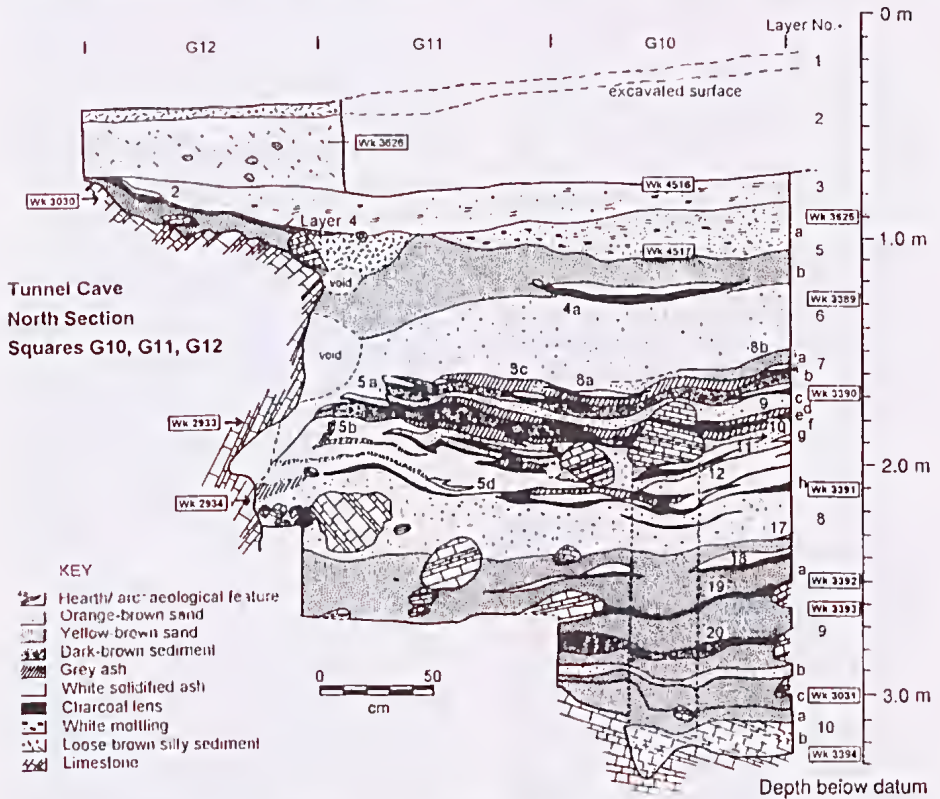 G12 G11 G10 Layer No. 0 m
1
excavated surface
2
Wk 3626
2
Wk 3030
Wk 4516 3
Layer 4
Wk 3625
a
1.0 m
Wk 4517 5
void
b
Tunnel Cave
North Section
Squares G10, G11, G12
4a
Wk 3389
6
void
8b a 7
b
8c
8a
5a
c Wk 3390
9
e d
10 f
g
Wk 2933
5b
11
2.0 m
12
5d
h Wk 3391
Wk 2934
8
17
18
a
Wk 3392
19
Wk 3393
20
9
b
c Wk 3031
3.0 m
a 10
b
Wk 3394
Depth below datum
KEY
Hearth/ archaeological feature
Orange-brown sand
Yellow-brown sand
Dark-brown sediment
Grey ash
White solidified ash
Charcoal lens
White mottling
Loose brown silty sediment
Limestone
0 50
cm